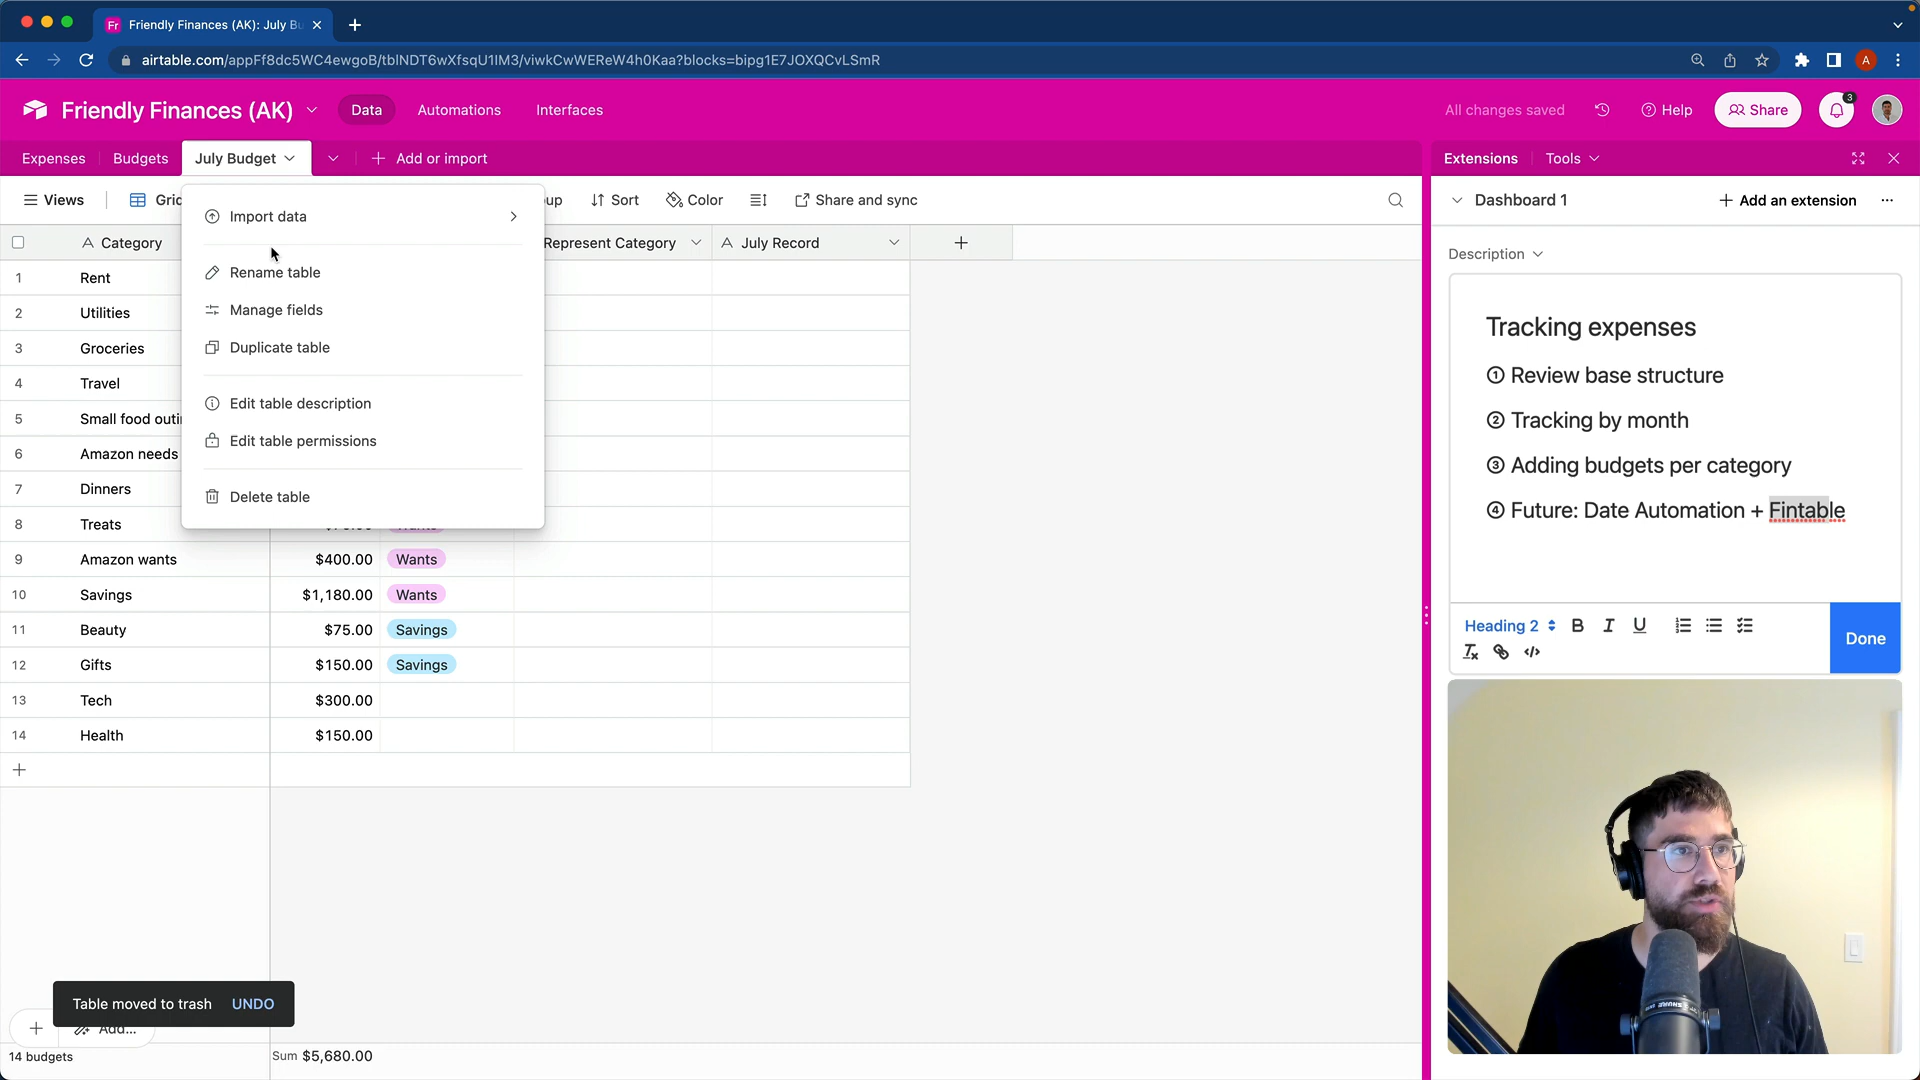 Fr Friendly Finances (AK): July Bu
airtable.com/appFf8dc5WC4ewgoB/tblNDT6wXfsqU1lM3/viwkCwWEReW4h0Kaa?blocks=bipg1E7JOXQCvLSmR
A
Friendly Finances (AK)
Data
Automations
Interfaces
All changes saved
Help
Share
3
Expenses
Budgets
July Budget
Add or import
Extensions
Tools
Views
Grid
up
Sort
Color
Share and sync
Dashboard 1
Add an extension
Import data
Rename table
Manage fields
Duplicate table
Edit table description
Edit table permissions
Delete table
Category
Represent Category
July Record
1 Rent
2 Utilities
3 Groceries
4 Travel
5 Small food outi
6 Amazon needs
7 Dinners
8 Treats
9 Amazon wants $400.00 Wants
10 Savings $1,180.00 Wants
11 Beauty $75.00 Savings
12 Gifts $150.00 Savings
13 Tech $300.00
14 Health $150.00
Description
Tracking expenses
① Review base structure
② Tracking by month
③ Adding budgets per category
④ Future: Date Automation + Fintable
Heading 2
B I U
Done
Table moved to trash UNDO
Add...
14 budgets
Sum $5,680.00